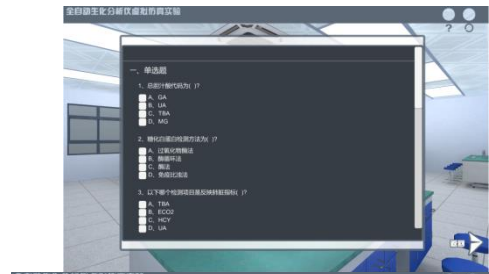 全自动生化分析仪虚拟仿真实验
?
一、单选题
1、总胆汁酸代码为( )?
A、GA
B、UA
C、TBA
D、MG
2、糖化白蛋白检测方法为( )?
A、过氧化物酶法
B、酶循环法
C、酶法
D、免疫比浊法
3、以下哪个检测项目是反映肝脏指标( )?
A、TBA
B、ECO2
C、HCY
D、UA